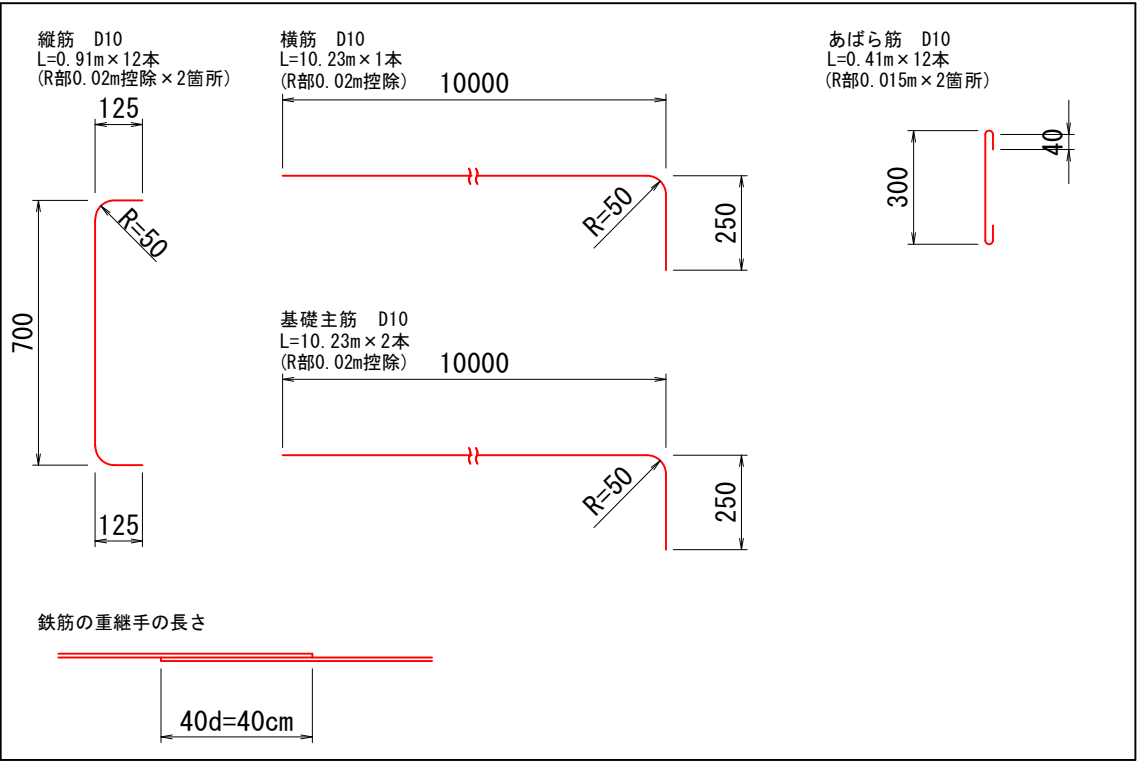 縦筋 D10
L=0.91m×12本
(R部0.02m控除×2箇所)
125
R=50
700
125
横筋 D10
L=10.23m×1本
(R部0.02m控除)
10000
R=50
250
基礎主筋 D10
L=10.23m×2本
(R部0.02m控除)
10000
R=50
250
あばら筋 D10
L=0.41m×12本
(R部0.015m×2箇所)
40
300
鉄筋の重継手の長さ
40d=40cm